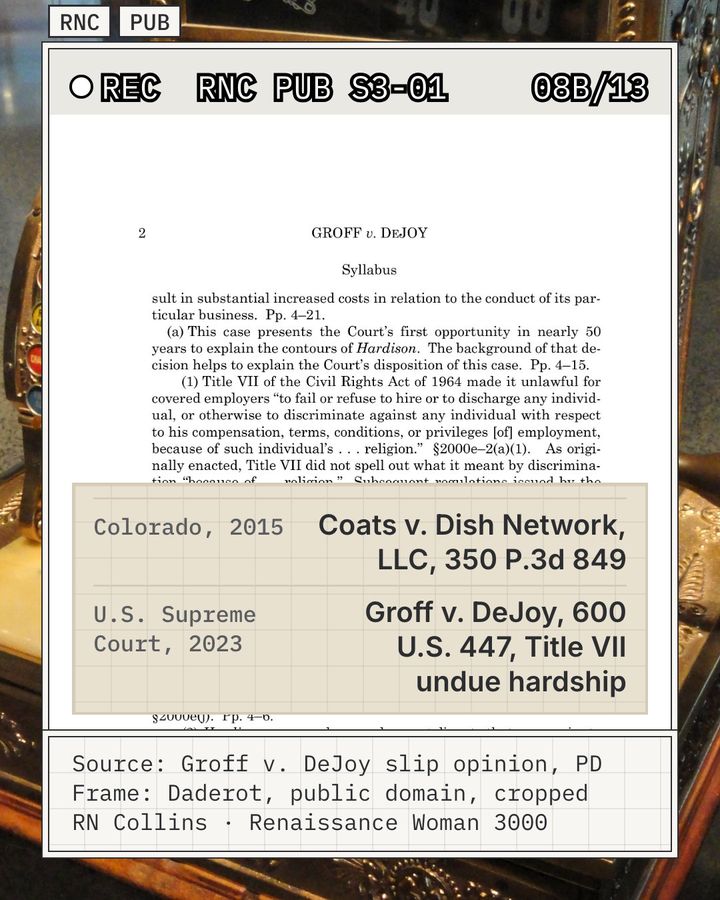 RNC PUB
REC RNC PUB S3-01 08B/13
2 GROFF v. DEJOY
Syllabus
sult in substantial increased costs in relation to the conduct of its par-
ticular business. Pp. 4–21.
(a) This case presents the Court’s first opportunity in nearly 50
years to explain the contours of Hardison. The background of that de-
cision helps to explain the Court’s disposition of this case. Pp. 4–15.
(1) Title VII of the Civil Rights Act of 1964 made it unlawful for
covered employers “to fail or refuse to hire or to discharge any individ-
ual, or otherwise to discriminate against any individual with respect
to his compensation, terms, conditions, or privileges [of] employment,
because of such individual’s . . . religion.” §2000e–2(a)(1). As origi-
nally enacted, Title VII did not spell out what it meant by discrimina-
tion “because of . . . religion.” Subsequent regulations issued by the
Colorado, 2015 Coats v. Dish Network,
LLC, 350 P.3d 849
U.S. Supreme Groff v. DeJoy, 600
Court, 2023 U.S. 447, Title VII
undue hardship
§2000e(j). Pp. 4–6.
Source: Groff v. DeJoy slip opinion, PD
Frame: Daderot, public domain, cropped
RN Collins · Renaissance Woman 3000